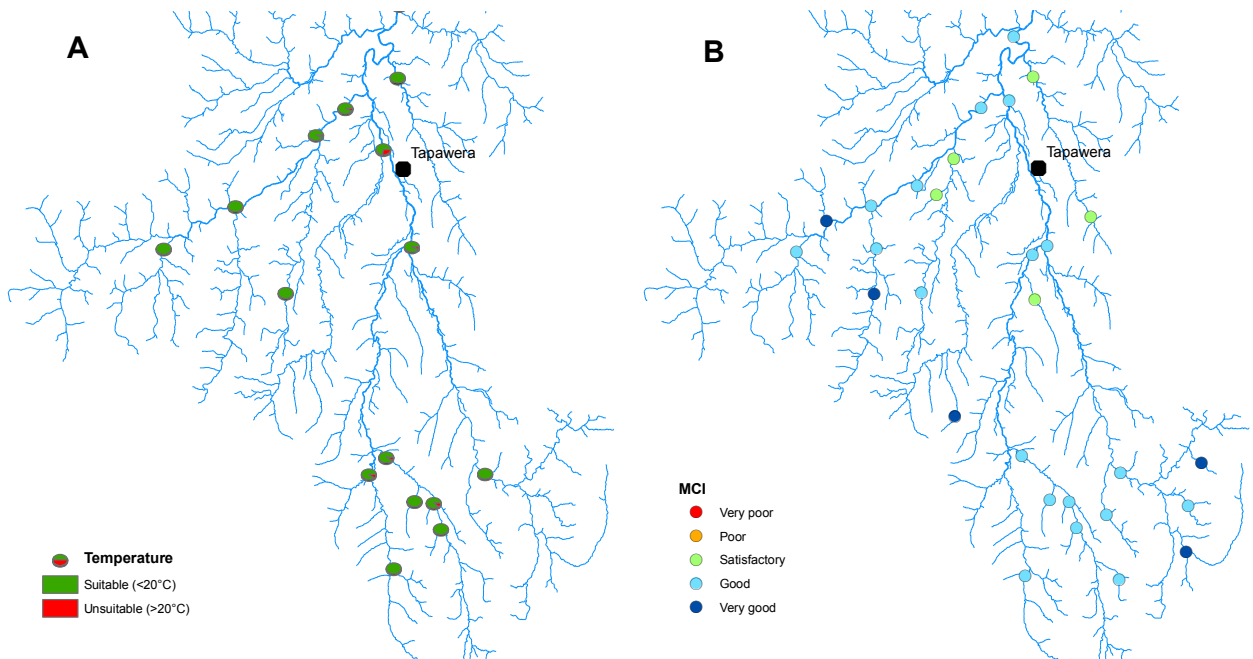 A
Tapawera
Temperature
Suitable (<20°C)
Unsuitable (>20°C)
B
Tapawera
MCI
Very poor
Poor
Satisfactory
Good
Very good